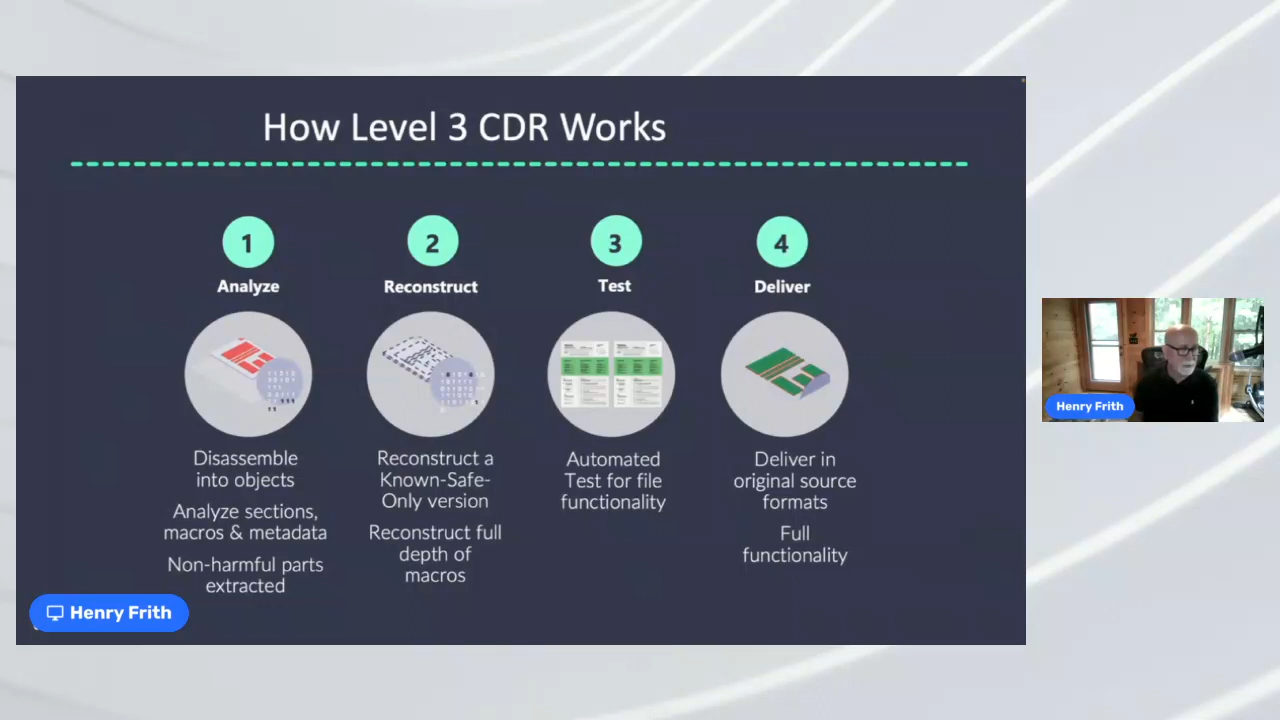 How Level 3 CDR Works
1
Analyze
Disassemble
into objects
Analyze sections,
macros & metadata
Non-harmful parts
extracted
2
Reconstruct
Reconstruct a
Known-Safe-
Only version
Reconstruct full
depth of
macros
3
Test
Automated
Test for file
functionality
4
Deliver
Deliver in
original source
formats
Full
functionality
Henry Frith
Henry Frith